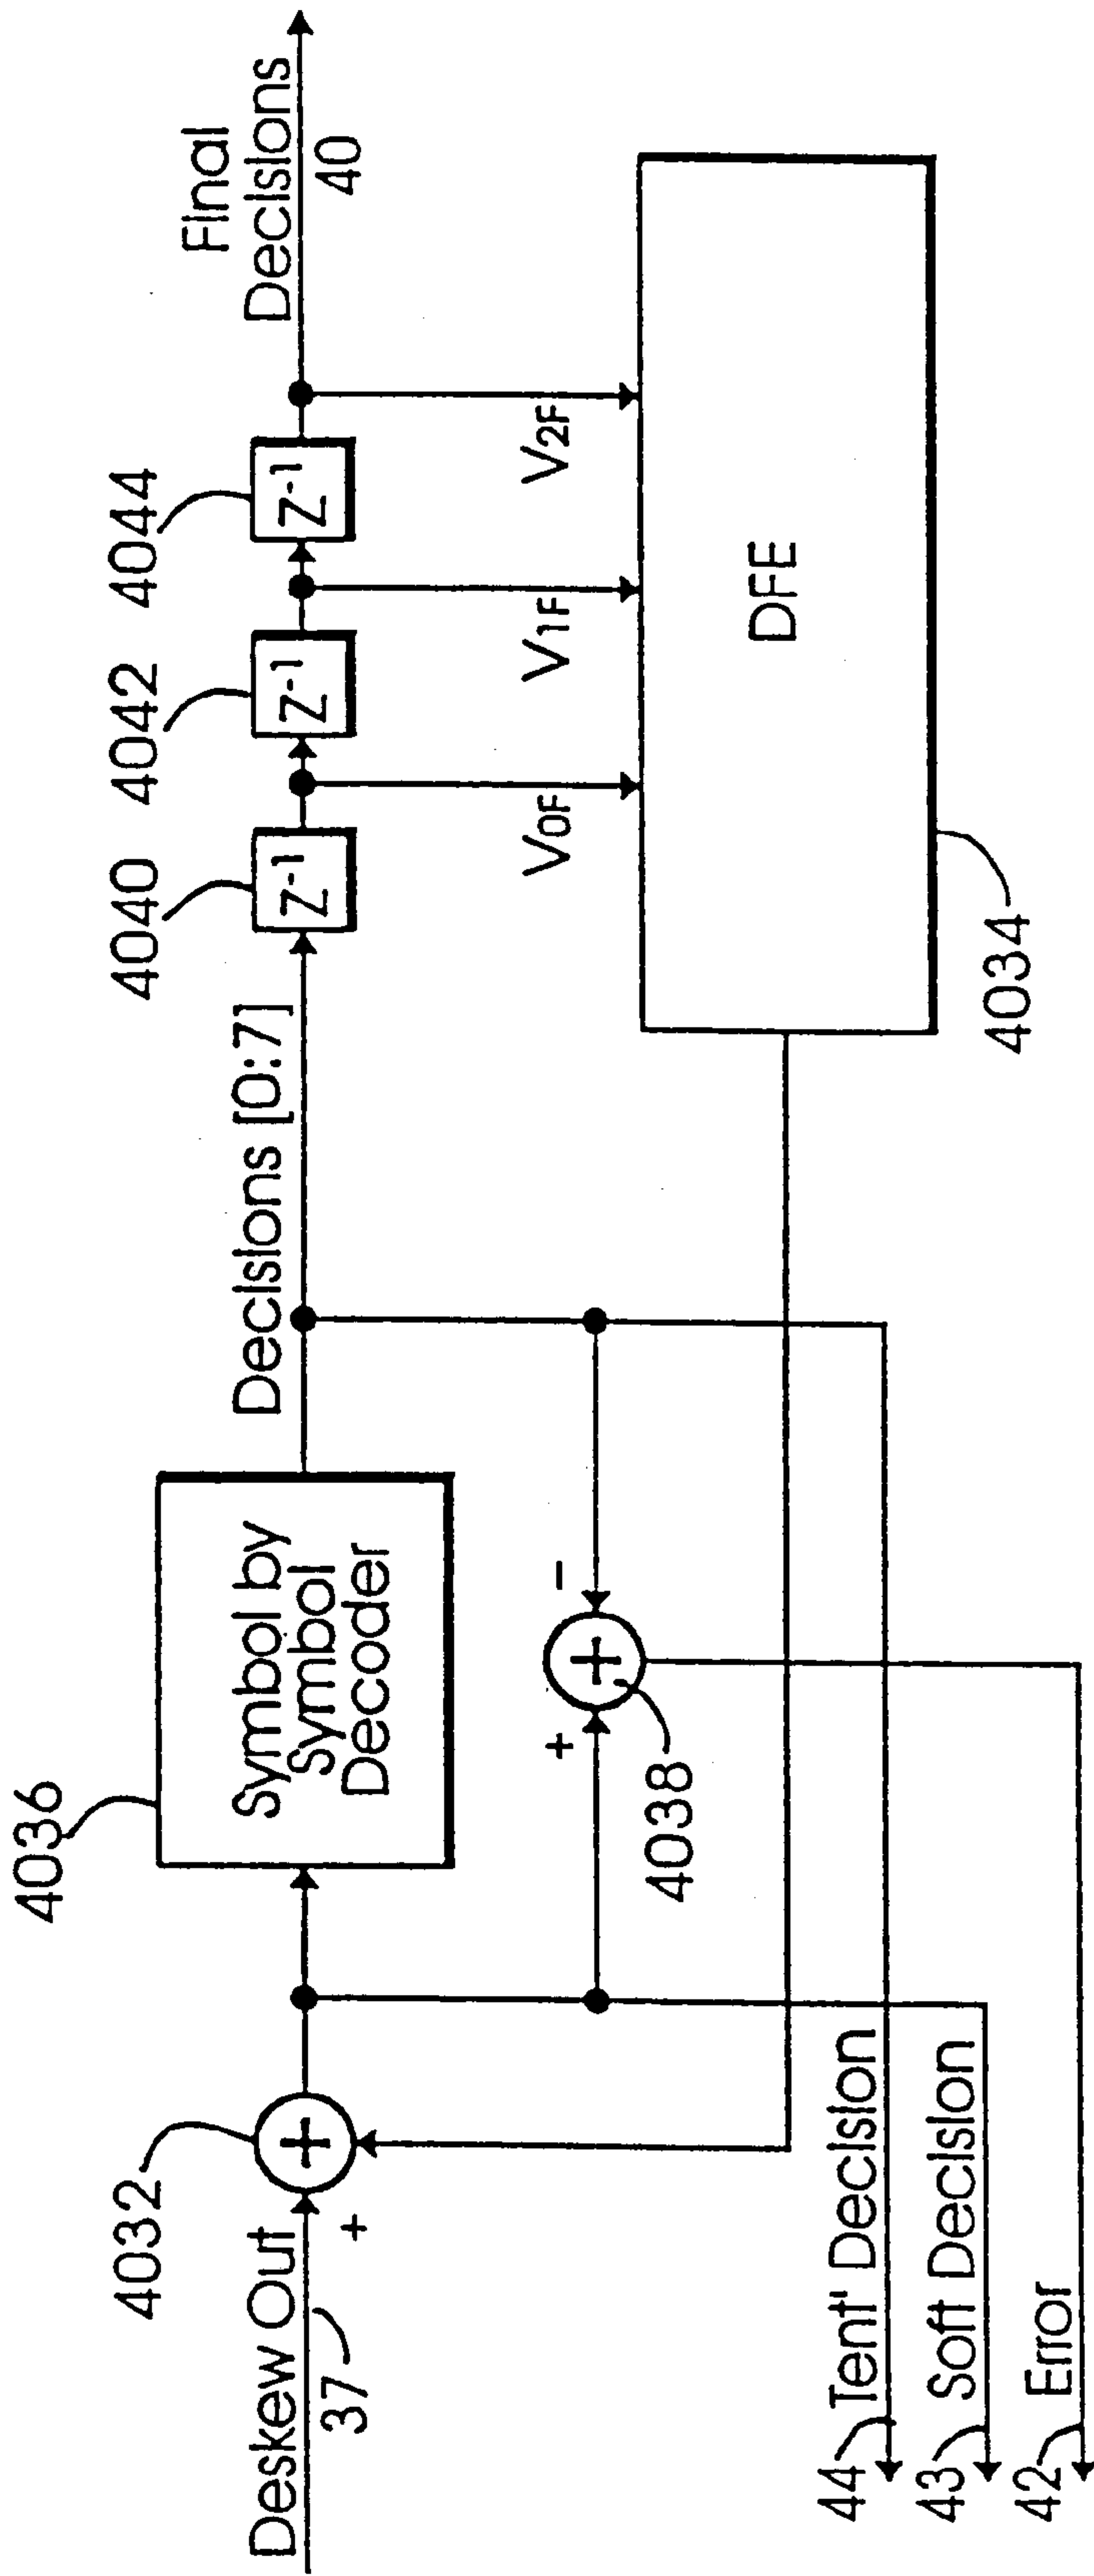 Final
Decisions
40
4044
4042
4040
Z-1
Z-1
Z-1
Decisions [0:7]
V2F
V1F
V0F
DFE
4034
4036
Symbol by
Symbol
Decoder
4032
Deskew Out
37
+
+
+
-
+
4038
44
Tent' Decision
43
Soft Decision
42
Error